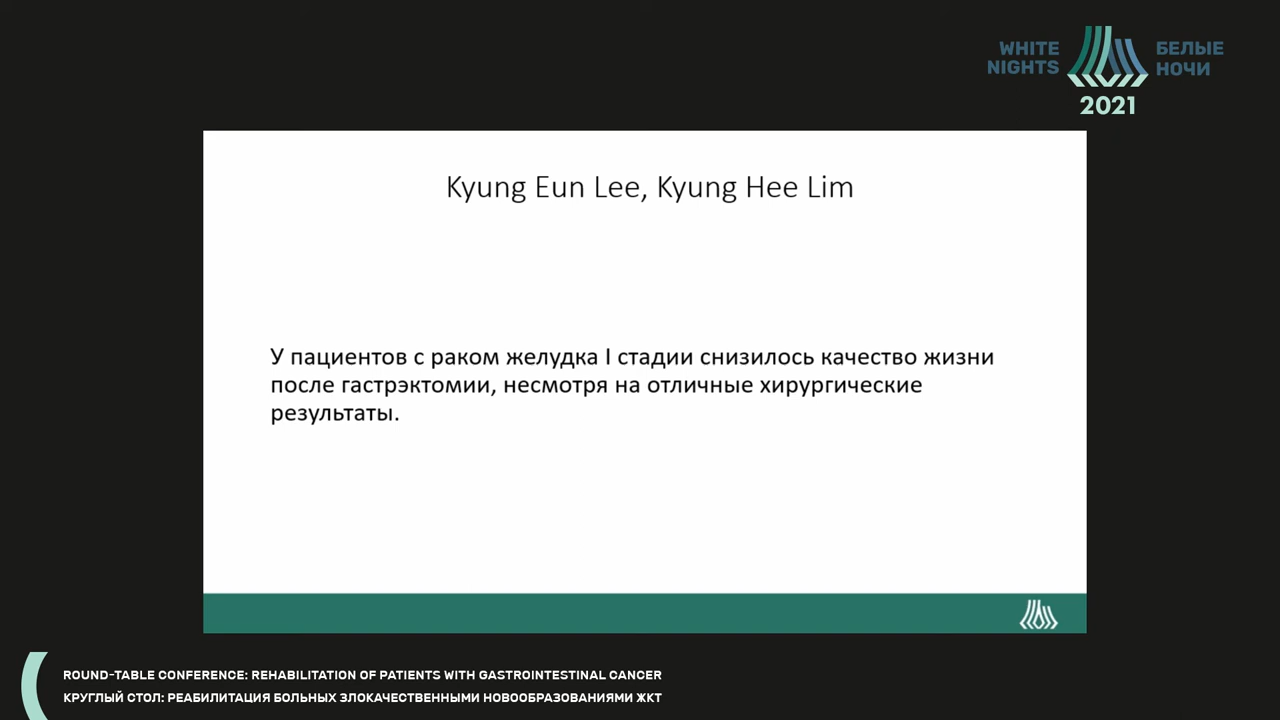 WHITE NIGHTS
БЕЛЫЕ НОЧИ
2021
Kyung Eun Lee, Kyung Hee Lim
У пациентов с раком желудка I стадии снизилось качество жизни
после гастрэктомии, несмотря на отличные хирургические
результаты.
ROUND-TABLE CONFERENCE: REHABILITATION OF PATIENTS WITH GASTROINTESTINAL CANCER
КРУГЛЫЙ СТОЛ: РЕАБИЛИТАЦИЯ БОЛЬНЫХ ЗЛОКАЧЕСТВЕННЫМИ НОВООБРАЗОВАНИЯМИ ЖКТ